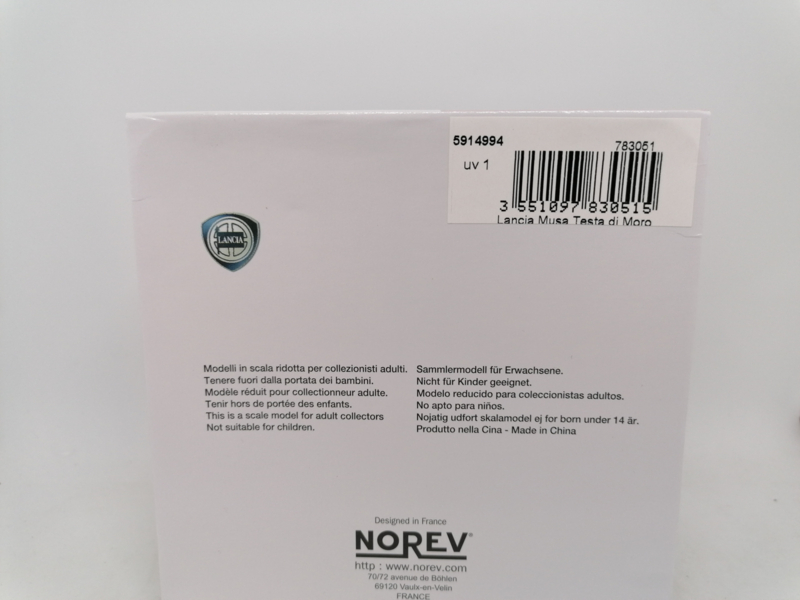 5914994
783051
uv 1
3 551097 830515
Lancia Musa Testa di Moro
LANCIA
Modelli in scala ridotta per collezionisti adulti.
Tenere fuori dalla portata dei bambini.
Modèle réduit pour collectionneur adulte.
Tenir hors de portée des enfants.
This is a scale model for adult collectors
Not suitable for children.
Sammlermodell für Erwachsene.
Nicht für Kinder geeignet.
Modelo reducido para coleccionistas adultos.
No apto para niños.
Nojatig udfort skalamodel ej for born under 14 år.
Produtto nella Cina - Made in China
Designed in France
NOREV®
http : www.norev.com
70/72 avenue de Böhlen
69120 Vaulx-en-Velin
FRANCE